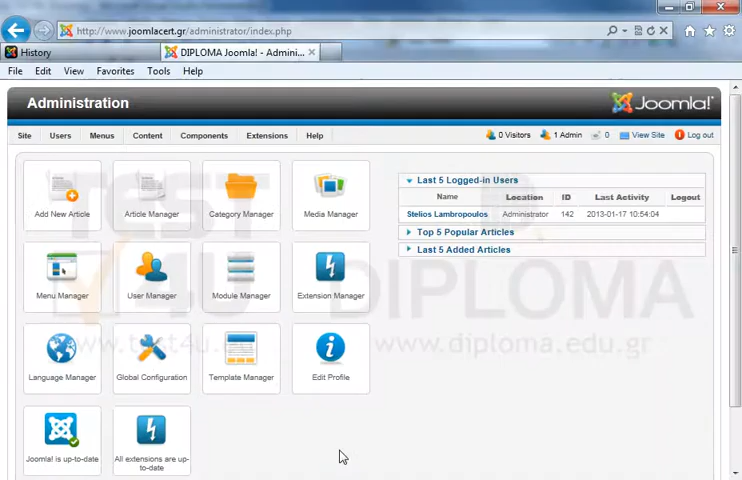 http://www.joomlacert.gr/administrator/index.php
History
DIPLOMA Joomla! - Admini...
File Edit View Favorites Tools Help
Administration
Joomla!
Site Users Menus Content Components Extensions Help
0 Visitors 1 Admin 0 View Site Log out
Add New Article
Article Manager
Category Manager
Media Manager
Menu Manager
User Manager
Module Manager
Extension Manager
Language Manager
Global Configuration
Template Manager
Edit Profile
Joomla! is up-to-date
All extensions are up-
to-date
Last 5 Logged-in Users
Name Location ID Last Activity Logout
Stelios Lambropoulos Administrator 142 2013-01-17 10:54:04
Top 5 Popular Articles
Last 5 Added Articles
TEST
4U
www.test4u.eu
DIPLOMA
www.diploma.edu.gr